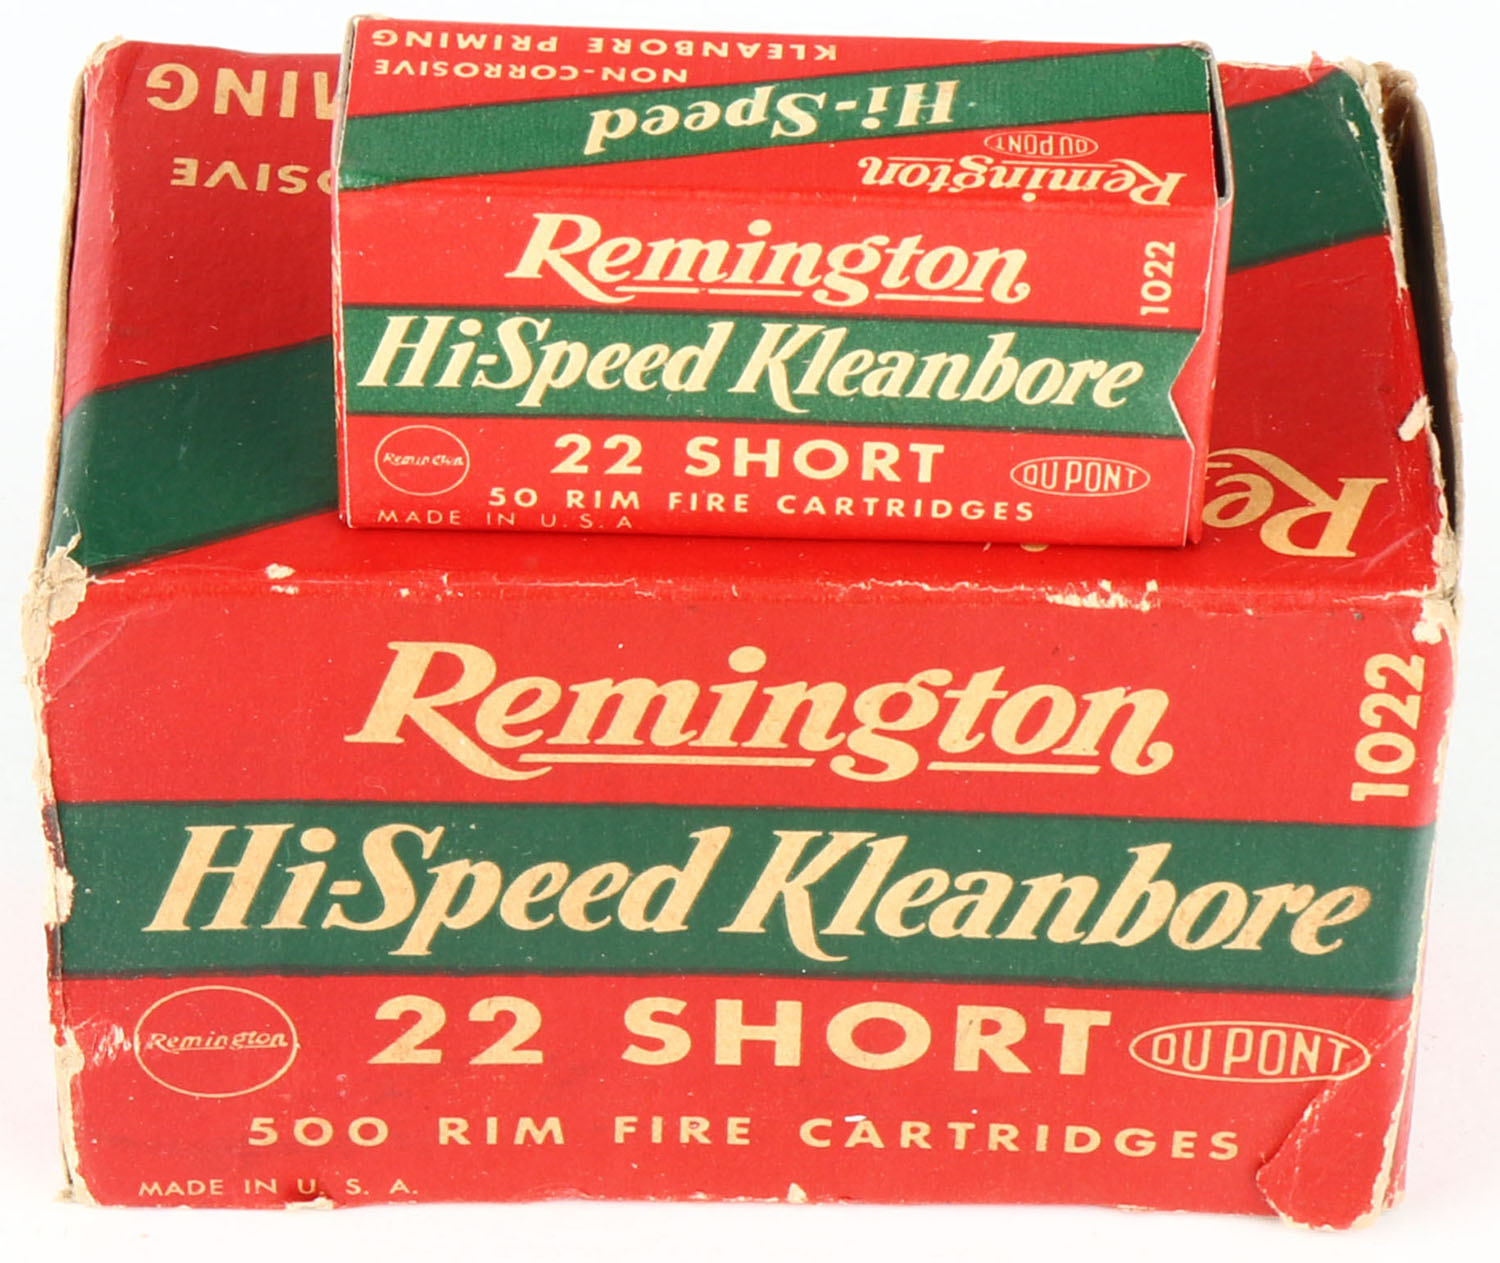 KLEANBORE PRIMING
NON-CORROSIVE
Hi-Speed
Remington
DU PONT
Remington
1022
Hi-Speed Kleanbore
Remington
22 SHORT
DU PONT
50 RIM FIRE CARTRIDGES
MADE IN U.S.A
MING
OSIVE
Re
Remington
1022
Hi-Speed Kleanbore
Remington
22 SHORT
DU PONT
500 RIM FIRE CARTRIDGES
MADE IN U. S. A.